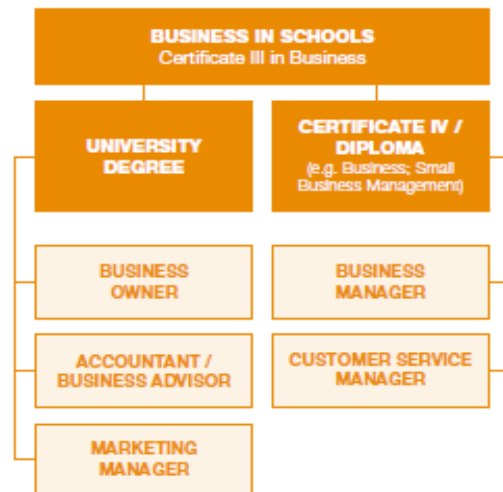 BUSINESS IN SCHOOLS
Certificate III in Business
UNIVERSITY
DEGREE
CERTIFICATE IV /
DIPLOMA
(e.g. Business; Small
Business Management)
BUSINESS
OWNER
BUSINESS
MANAGER
ACCOUNTANT /
BUSINESS ADVISOR
CUSTOMER SERVICE
MANAGER
MARKETING
MANAGER